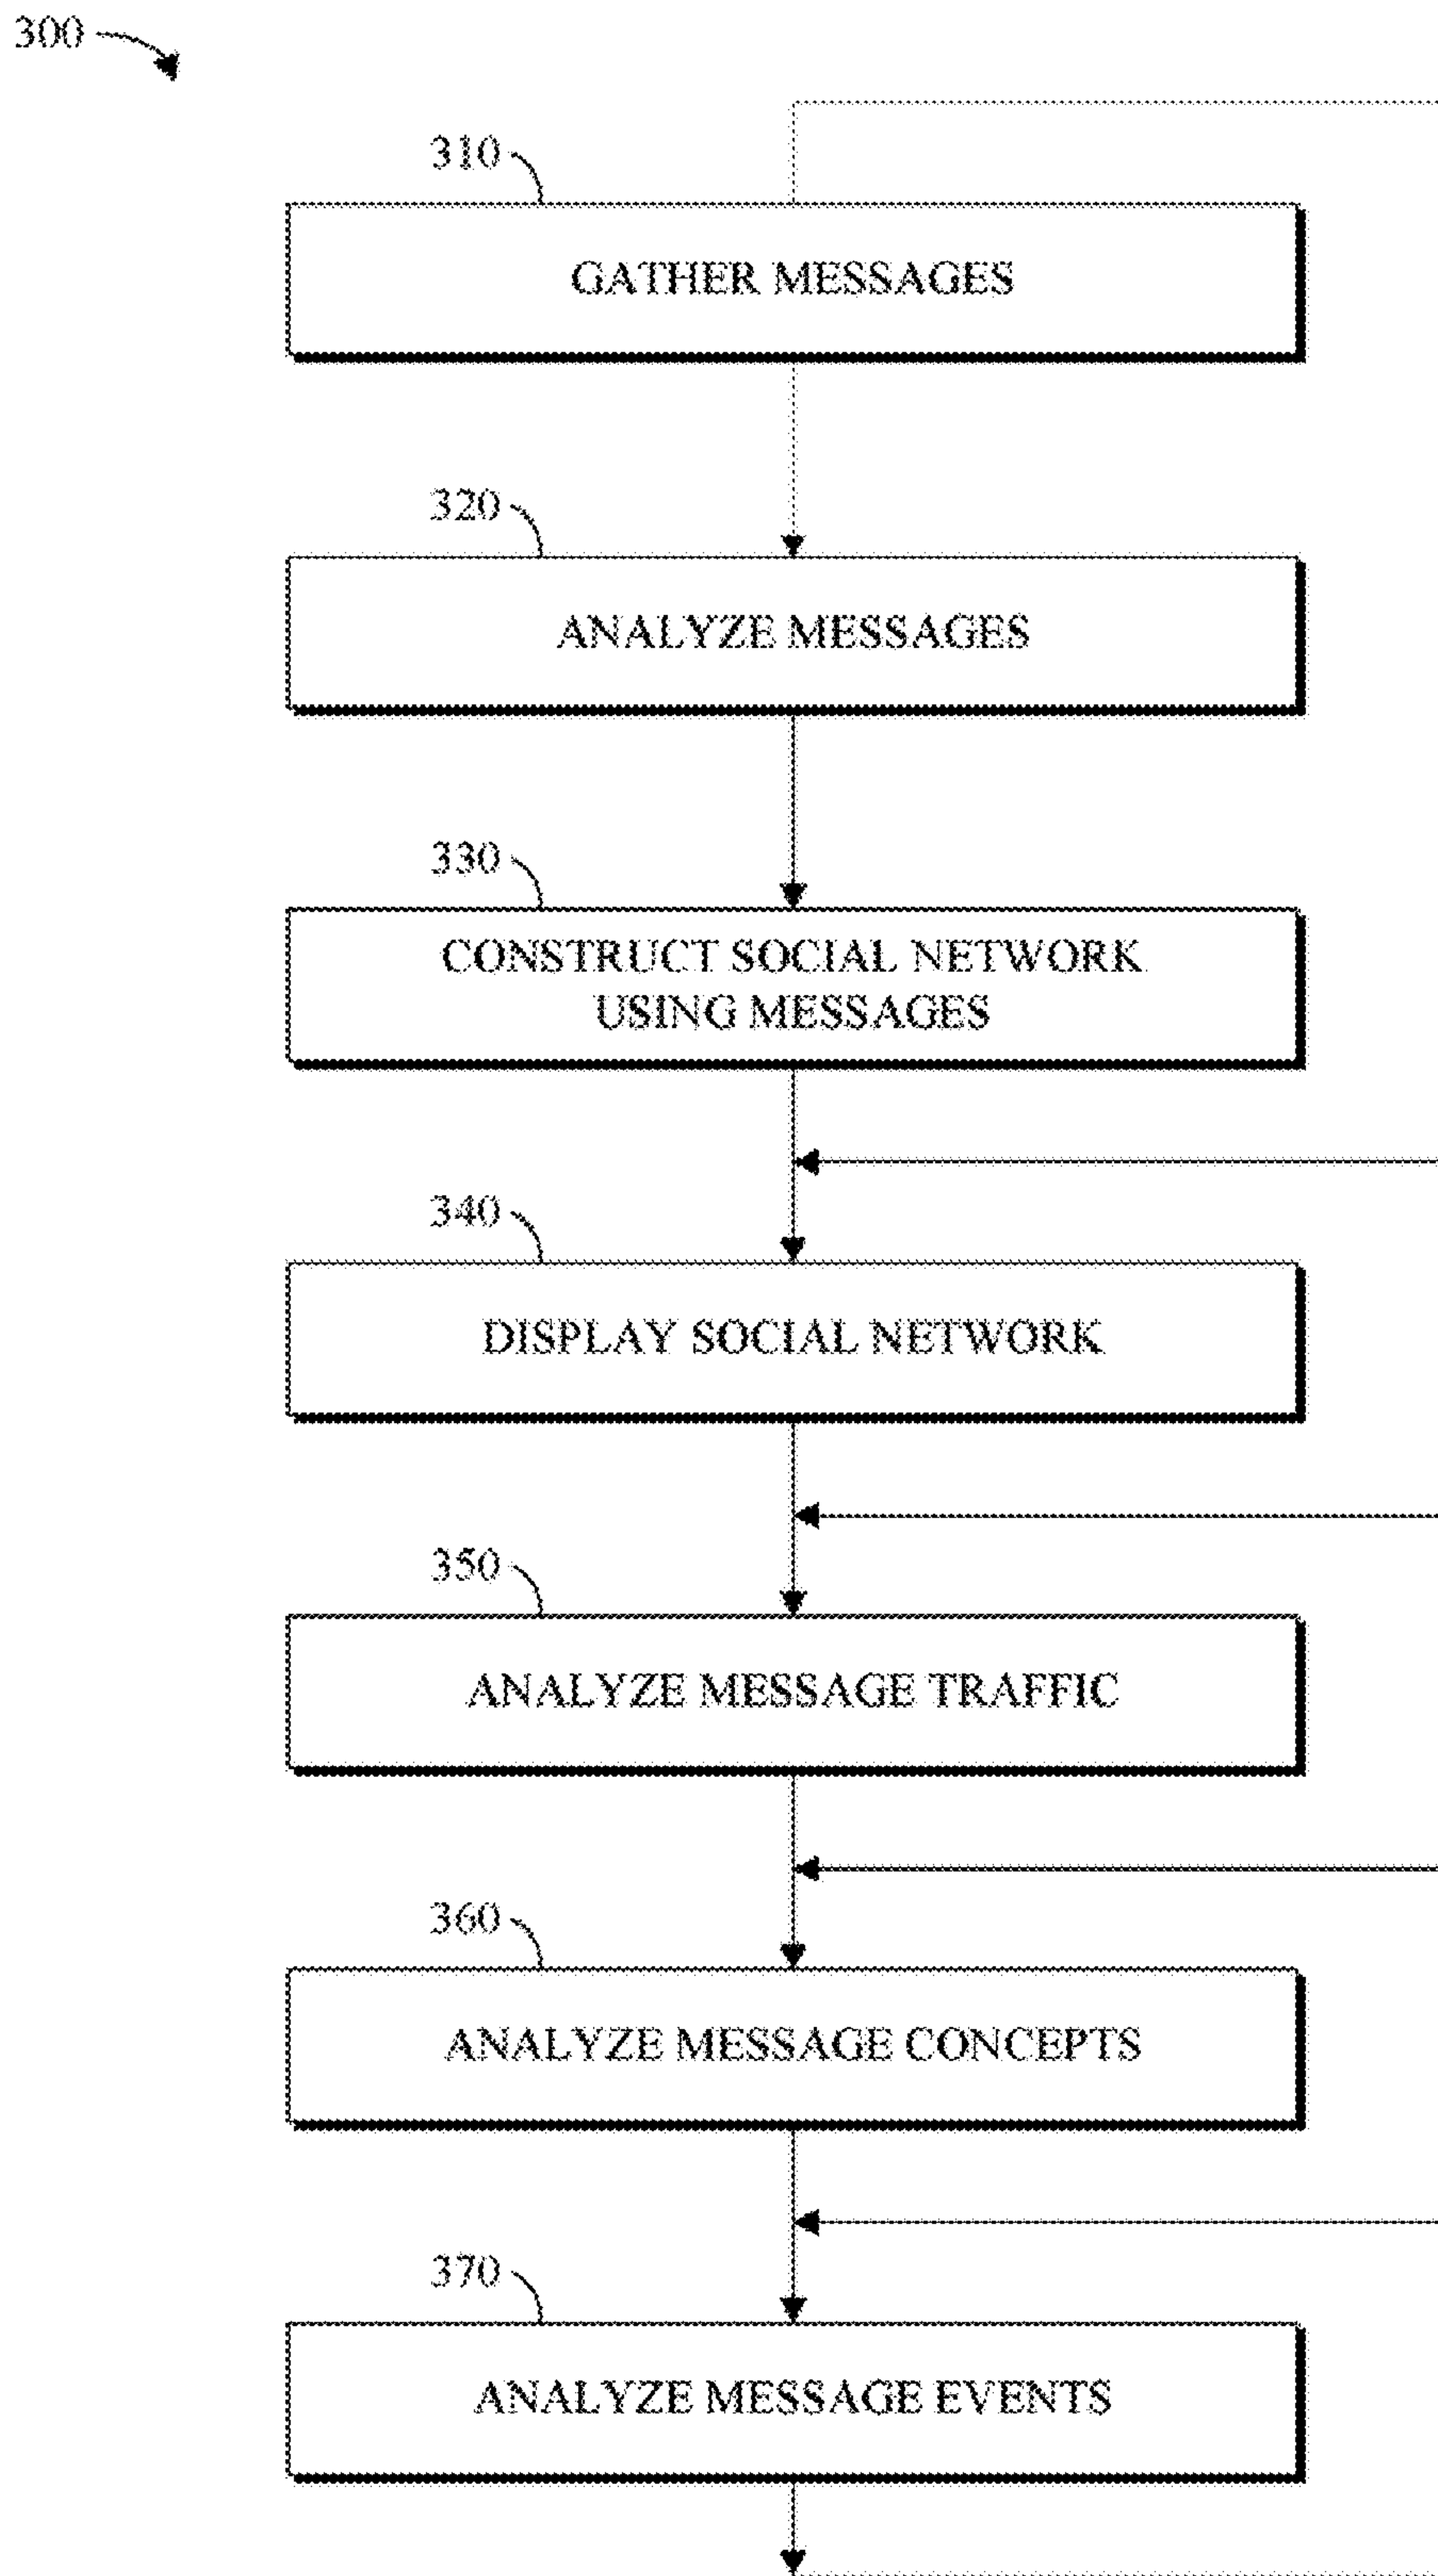 300
310
GATHER MESSAGES
320
ANALYZE MESSAGES
330
CONSTRUCT SOCIAL NETWORK
USING MESSAGES
340
DISPLAY SOCIAL NETWORK
350
ANALYZE MESSAGE TRAFFIC
360
ANALYZE MESSAGE CONCEPTS
370
ANALYZE MESSAGE EVENTS